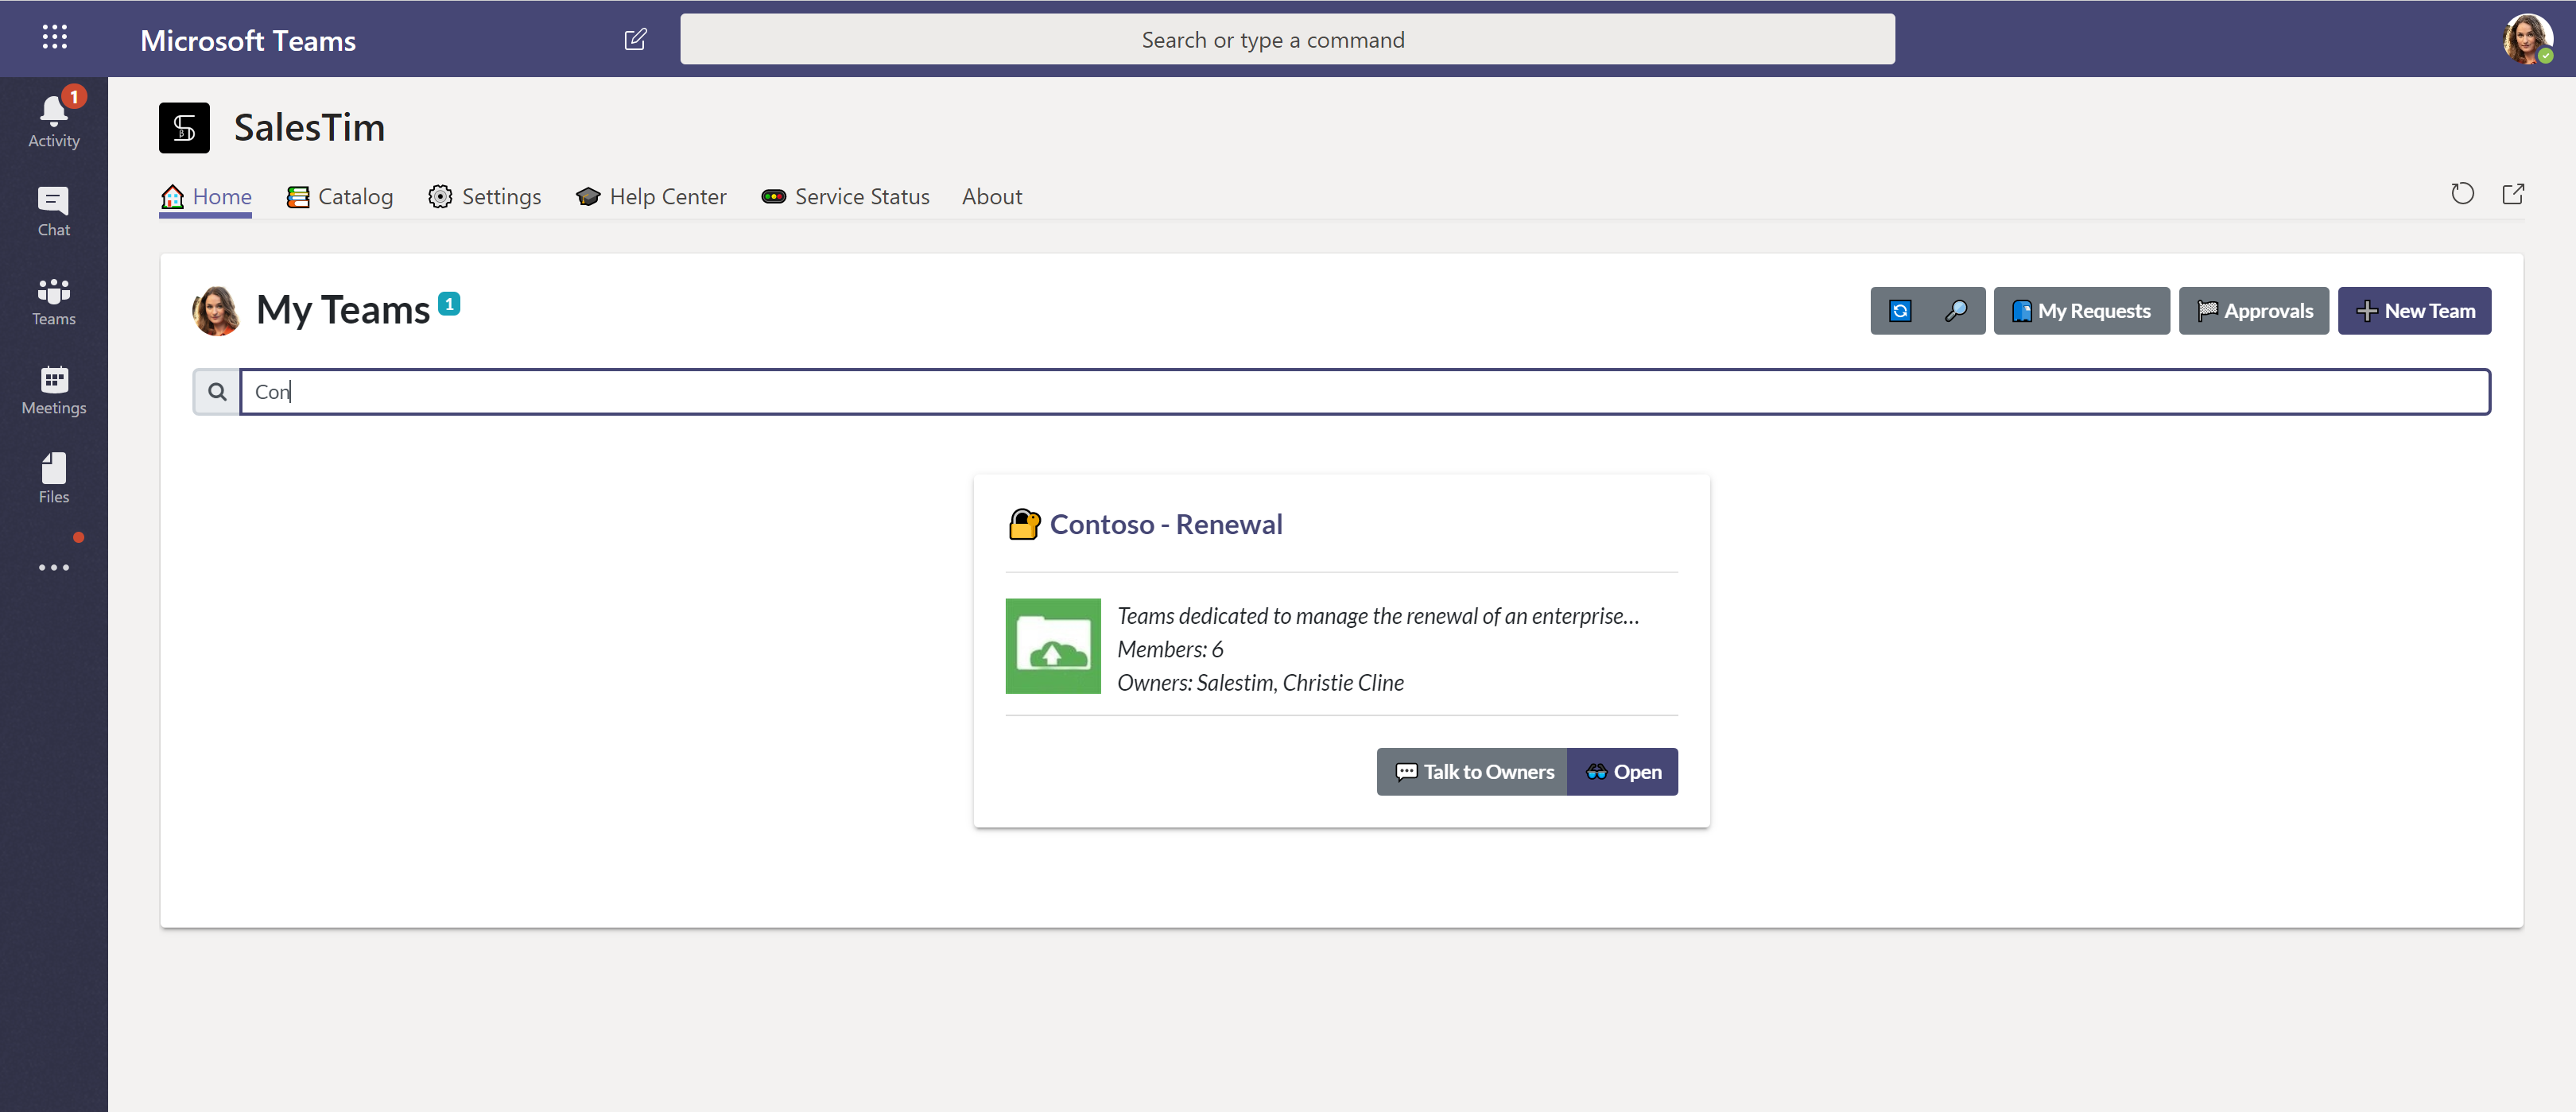 Microsoft Teams
Search or type a command
1
Activity
Chat
Teams
Meetings
Files
SalesTim
Home Catalog Settings Help Center Service Status About
My Teams 1
My Requests Approvals New Team
Con
Contoso - Renewal
Teams dedicated to manage the renewal of an enterprise...
Members: 6
Owners: Salestim, Christie Cline
Talk to Owners Open